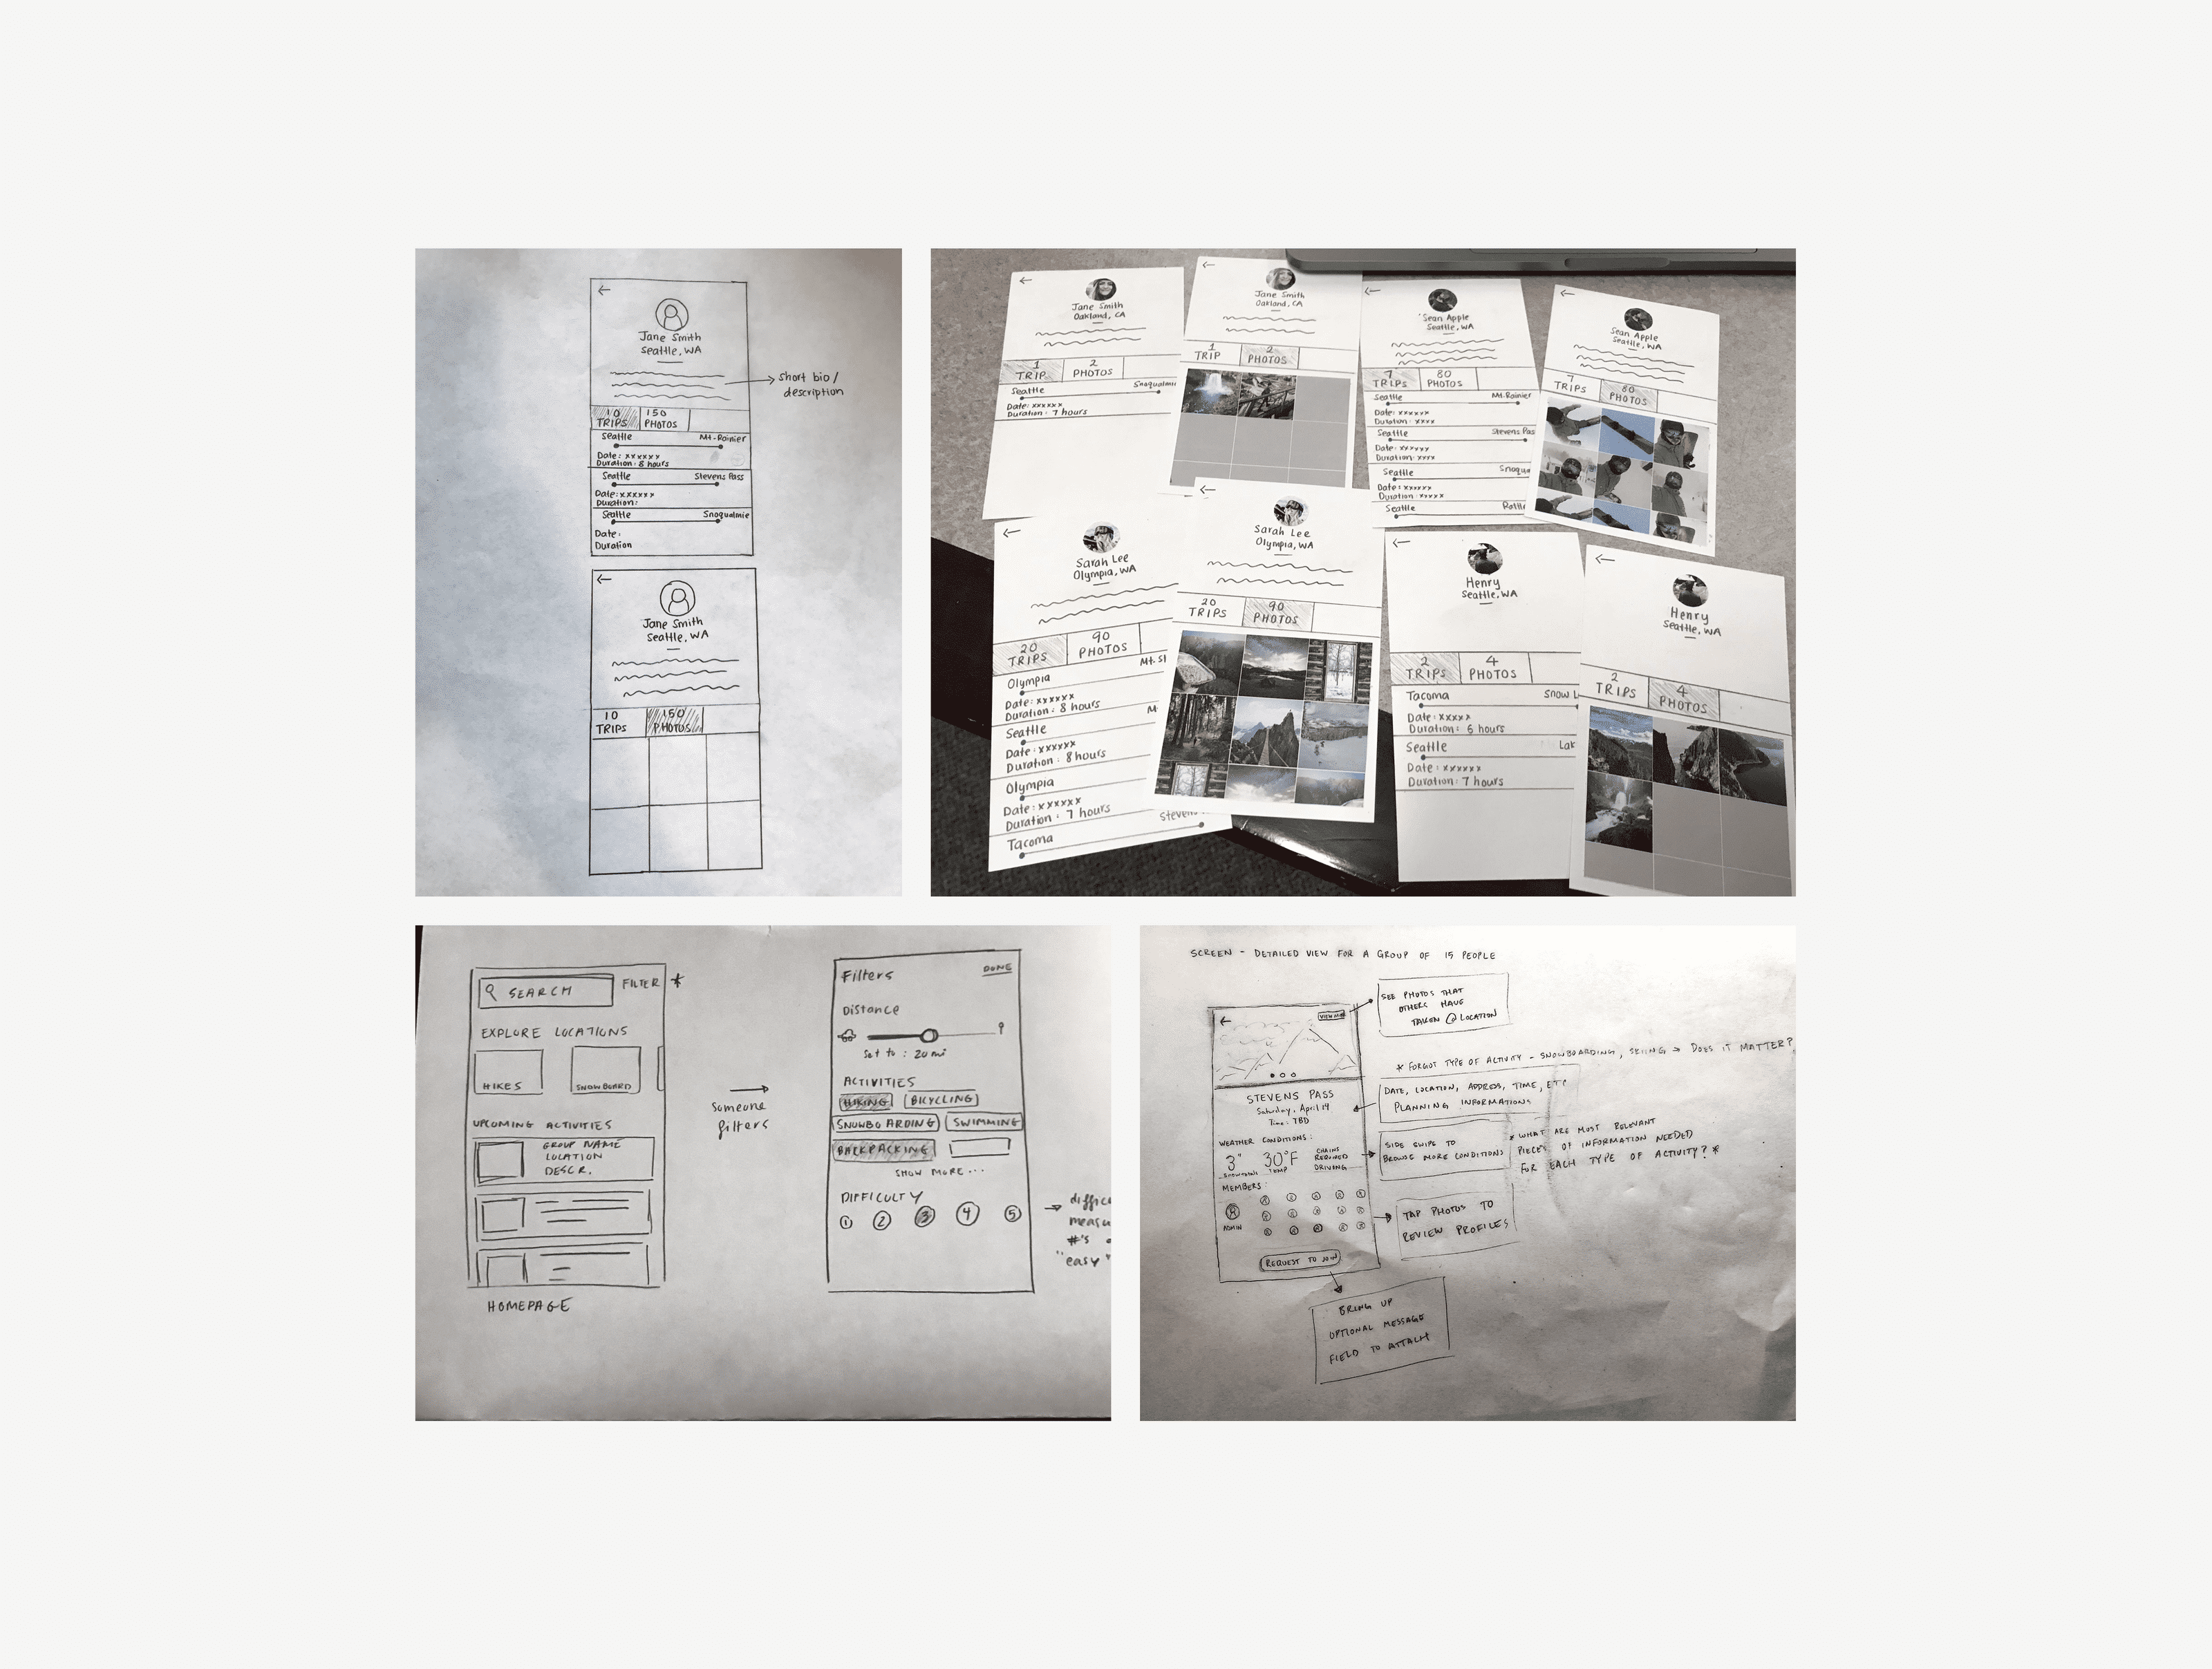 ←
Jane Smith
Seattle, WA
short bio /
description
10 150
TRIPS PHOTOS
Seattle Mt. Rainier
Date: xxxxxx
Duration: 8 hours
Seattle Stevens Pass
Date: xxxxxx
Duration:
Seattle Snoqualmie
Date:
Duration
←
Jane Smith
Seattle, WA
10 150
TRIPS PHOTOS
←
Jane Smith
Oakland, CA
1 2
TRIP PHOTOS
Seattle Snoqualmi
Date: xxxxxx
Duration: 7 hours
←
Jane Smith
Oakland, CA
1 2
TRIP PHOTOS
←
Sean Apple
Seattle, WA
7 80
TRIPS PHOTOS
Seattle Mt. Rainier
Date: xxxxxx
Duration: xxxx
Seattle Stevens Pas
Date: xxxxxx
Duration: xxxx
Seattle Snoqu
Date: xxxxxx
Duration: xxxxx
Seattle
←
Sean Apple
Seattle, WA
7 80
TRIPS PHOTOS
←
Sarah Lee
Olympia, WA
20 90
TRIPS PHOTOS
Olympia Mt. St
Date: xxxxxx
Duration: 8 hours
Seattle M
Date: xxxxxx
Duration: 8 hours
Olympia
Date: xxxxxx
Duration: 7 hours
Tacoma Steven
←
Sarah Lee
Olympia, WA
20 90
TRIPS PHOTOS
←
Henry
Seattle, WA
2 4
TRIPS PHOTOS
Tacoma Snow L
Date: xxxxx
Duration: 6 hours
Seattle Lak
Date: xxxxx
Duration: 7 hours
←
Henry
Seattle, WA
2 4
TRIPS PHOTOS
SEARCH FILTER *
EXPLORE LOCATIONS
HIKES SNOWBOARD
UPCOMING ACTIVITIES
GROUP NAME
LOCATION
DESCR.
HOMEPAGE
→
Someone
filters
Filters DONE
Distance
Set to: 20 mi
ACTIVITIES
HIKING BICYCLING
SNOWBOARDING SWIMMING
BACKPACKING
SHOW MORE...
DIFFICULTY
1 2 3 4 5
→ diffic
measu
#'s
"easy"
SCREEN - DETAILED VIEW FOR A GROUP OF 15 PEOPLE
← VIEW MORE
SEE PHOTOS THAT
OTHERS HAVE
TAKEN @ LOCATION
* FORGOT TYPE OF ACTIVITY - SNOWBOARDING, SKIING → DOES IT MATTER?
STEVENS PASS
Saturday, April 14
Time: TBD
DATE, LOCATION, ADDRESS, TIME, ETC
PLANNING INFORMATION
WEATHER CONDITIONS:
3" 30°F CHAINS
REQUIRED
DRIVING
TEMP
SIDE SWIPE TO
BROWSE MORE CONDITIONS
* WHAT ARE MOST RELEVANT
PIECES OF INFORMATION NEEDED
FOR EACH TYPE OF ACTIVITY? *
MEMBERS:
ADMIN
TAP PHOTOS TO
REVIEW PROFILES
REQUEST TO JOIN
BRING UP
OPTIONAL MESSAGE
FIELD TO ATTACH